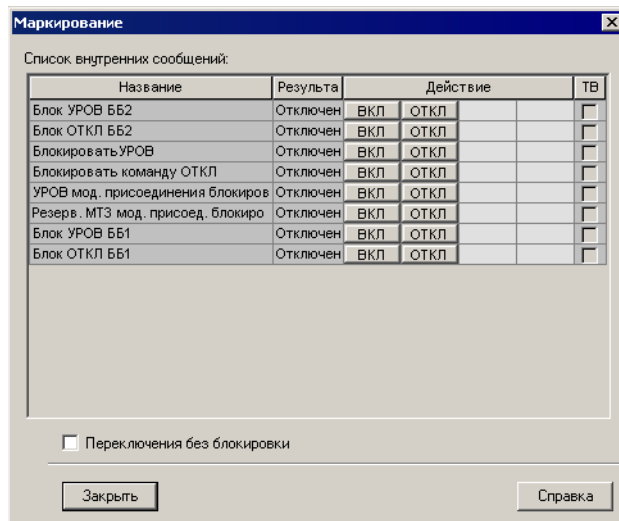 Маркирование
Список внутренних сообщений:
Название Результа Действие ТВ
Блок УРОВ ББ2 Отключен ВКЛ ОТКЛ
Блок ОТКЛ ББ2 Отключен ВКЛ ОТКЛ
БлокироватьУРОВ Отключен ВКЛ ОТКЛ
Блокировать команду ОТКЛ Отключен ВКЛ ОТКЛ
УРОВ мод. присоединения блокиров Отключен ВКЛ ОТКЛ
Резерв. МТЗ мод. присоед. блокиро Отключен ВКЛ ОТКЛ
Блок УРОВ ББ1 Отключен ВКЛ ОТКЛ
Блок ОТКЛ ББ1 Отключен ВКЛ ОТКЛ
Переключения без блокировки
Закрыть Справка